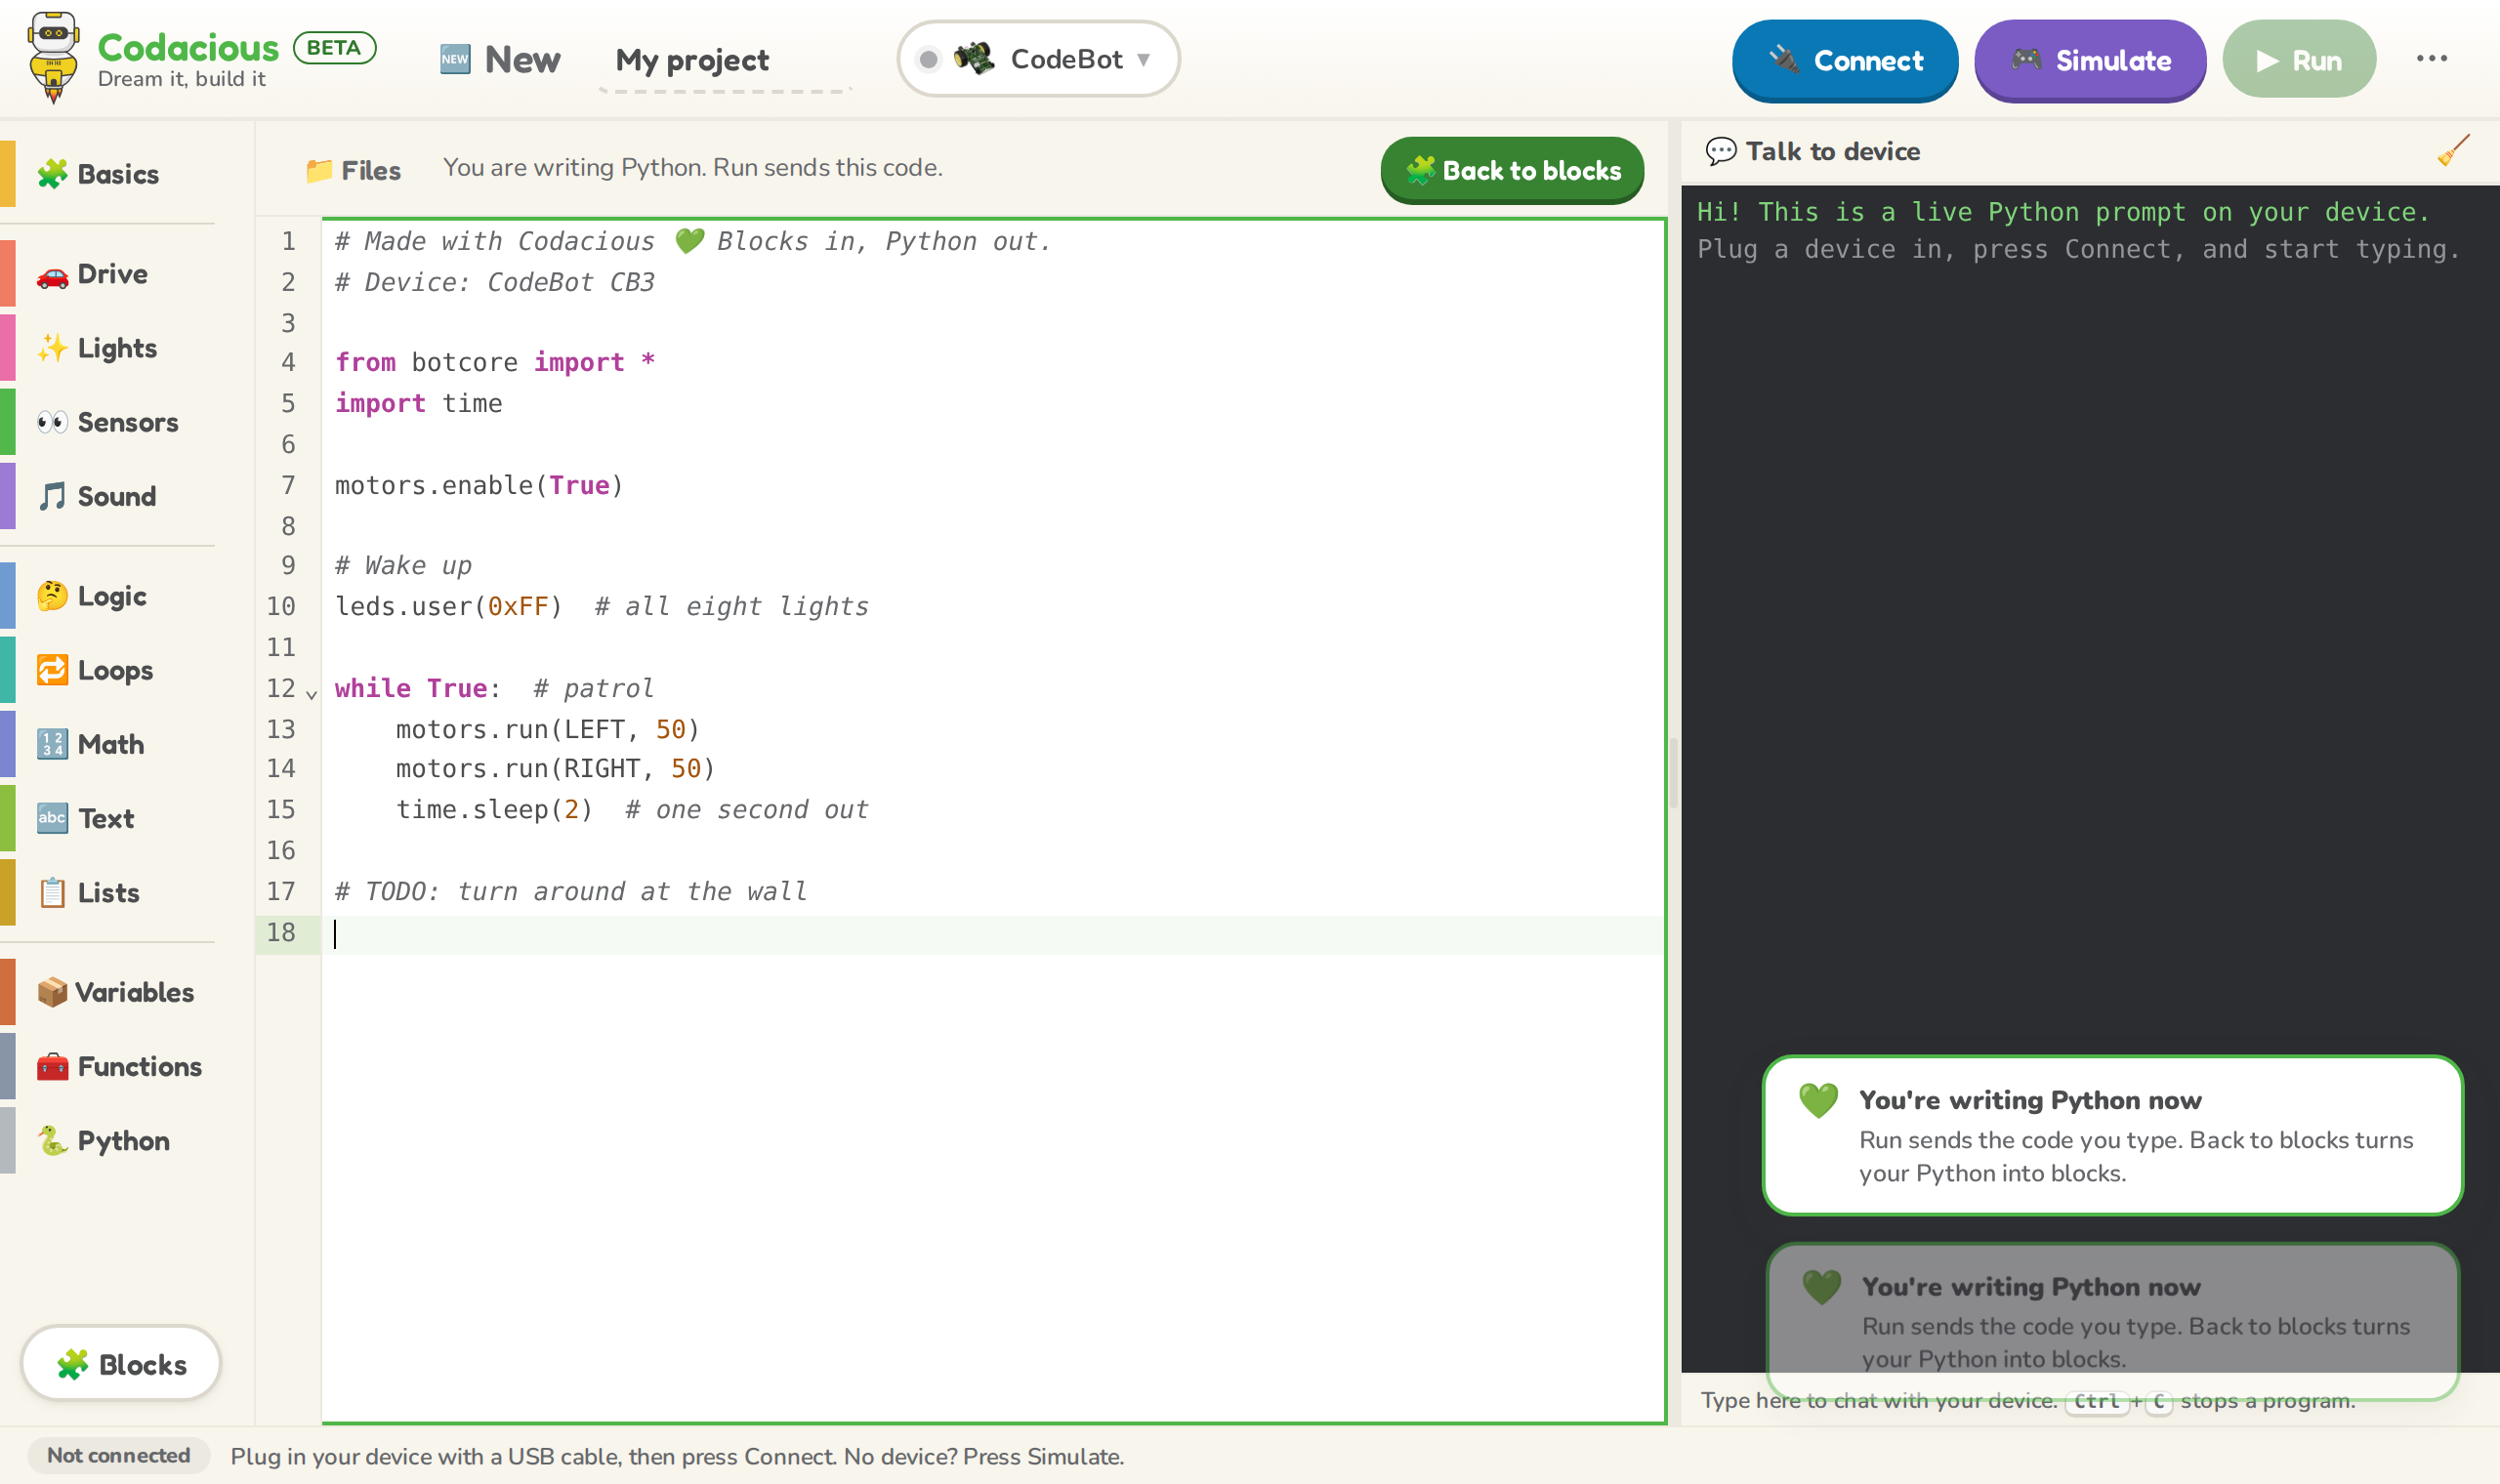 Codacious BETA
Dream it, build it
NEW New
My project
CodeBot ▼
Connect
Simulate
▶ Run
•••
Basics
Drive
Lights
Sensors
Sound
Logic
Loops
1234 Math
abc Text
Lists
Variables
Functions
Python
Blocks
Files
You are writing Python. Run sends this code.
Back to blocks
1 # Made with Codacious 💚 Blocks in, Python out.
2 # Device: CodeBot CB3
3
4 from botcore import *
5 import time
6
7 motors.enable(True)
8
9 # Wake up
10 leds.user(0xFF)  # all eight lights
11
12 while True:  # patrol
13     motors.run(LEFT, 50)
14     motors.run(RIGHT, 50)
15     time.sleep(2)  # one second out
16
17 # TODO: turn around at the wall
18
Talk to device
Hi! This is a live Python prompt on your device.
Plug a device in, press Connect, and start typing.
You're writing Python now
Run sends the code you type. Back to blocks turns
your Python into blocks.
You're writing Python now
Run sends the code you type. Back to blocks turns
your Python into blocks.
Type here to chat with your device. Ctrl + C stops a program.
Not connected
Plug in your device with a USB cable, then press Connect. No device? Press Simulate.